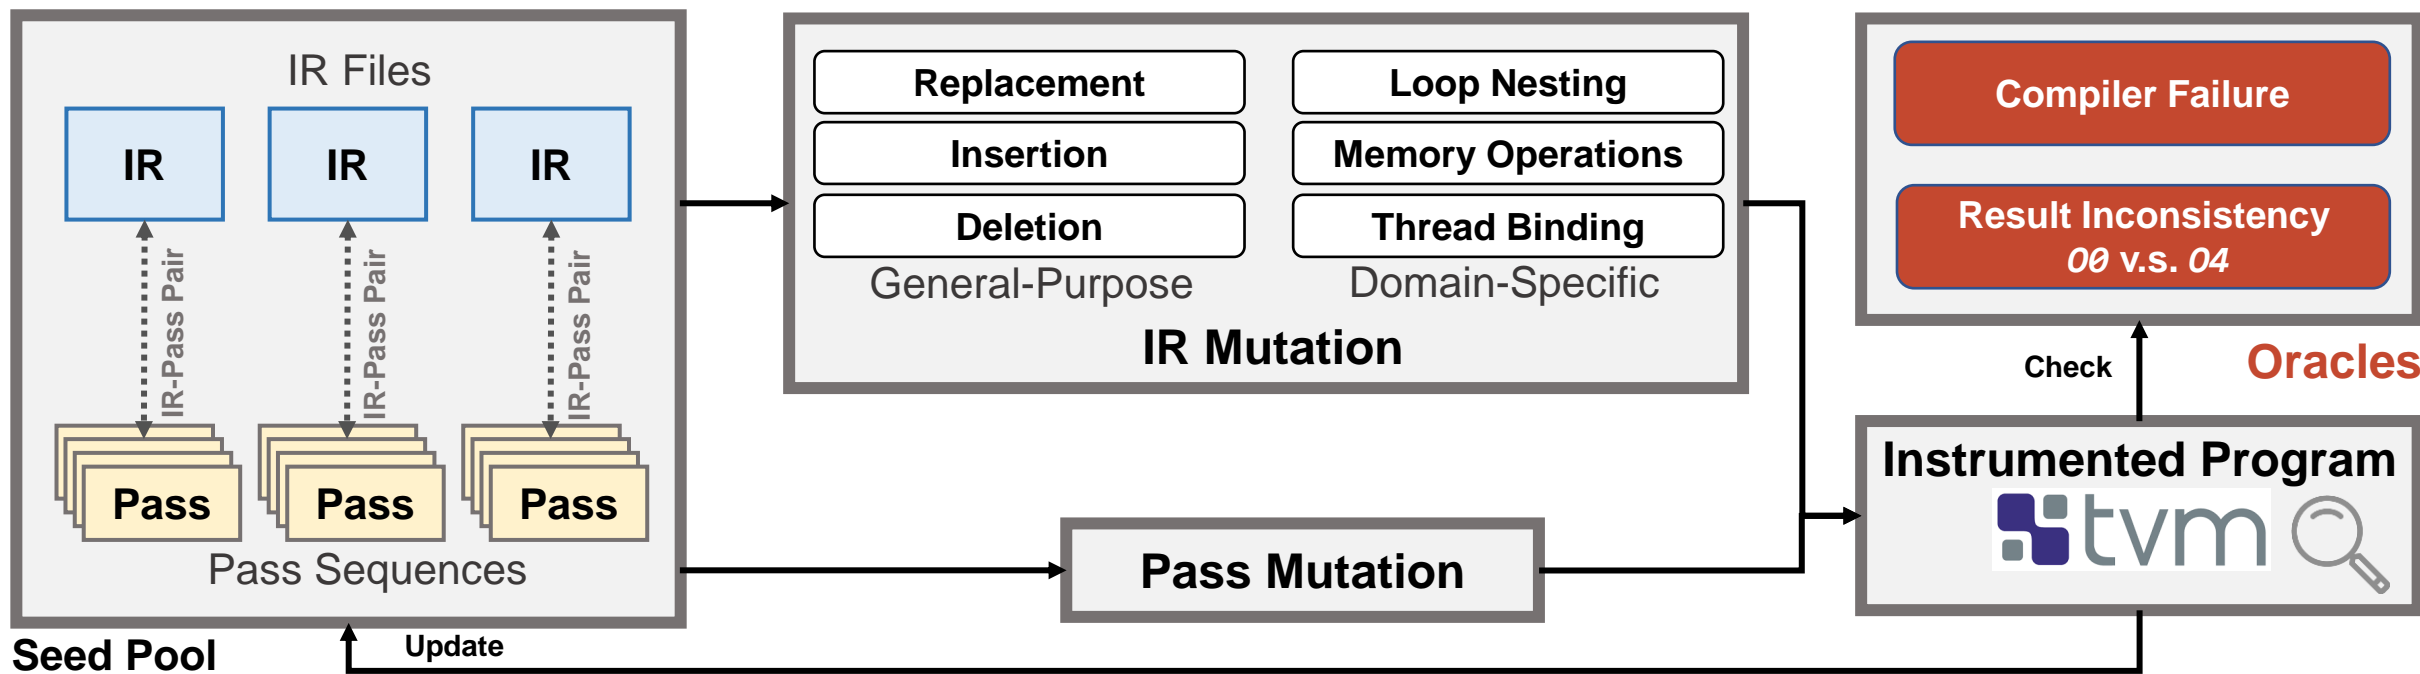 IR Files
IR
IR
IR
IR-Pass Pair
IR-Pass Pair
IR-Pass Pair
Pass
Pass
Pass
Pass Sequences
Seed Pool
Update
Replacement
Insertion
Deletion
General-Purpose
Loop Nesting
Memory Operations
Thread Binding
Domain-Specific
IR Mutation
Pass Mutation
Compiler Failure
Result Inconsistency
O0 v.s. O4
Oracles
Check
Instrumented Program
tvm